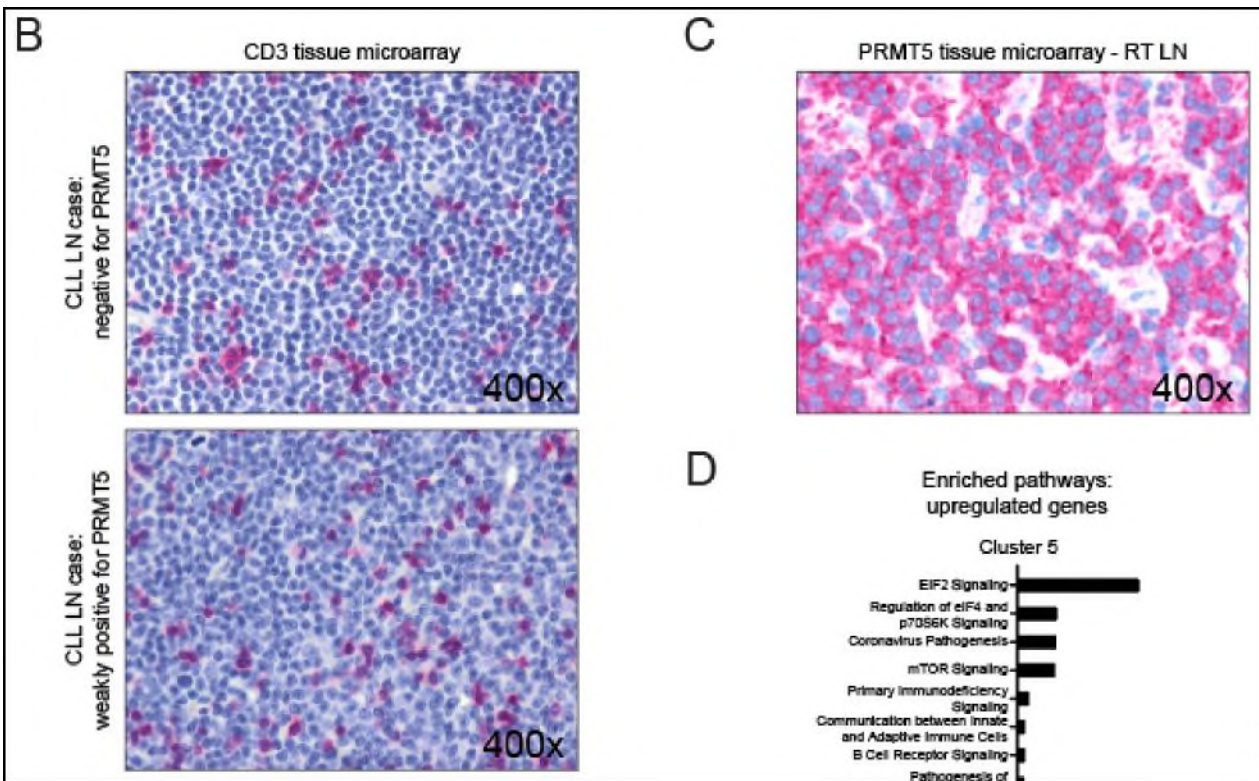 B
CD3 tissue microarray
CLL LN case:
negative for PRMT5
400x
CLL LN case:
weakly positive for PRMT5
400x
C
PRMT5 tissue microarray - RT LN
400x
D
Enriched pathways:
upregulated genes
Cluster 5
EIF2 Signaling
Regulation of eIF4 and
p70S6K Signaling
Coronavirus Pathogenesis
mTOR Signaling
Primary Immunodeficiency
Signaling
Communication between Innate
and Adaptive Immune Cells
B Cell Receptor Signaling
Pathogenesis of